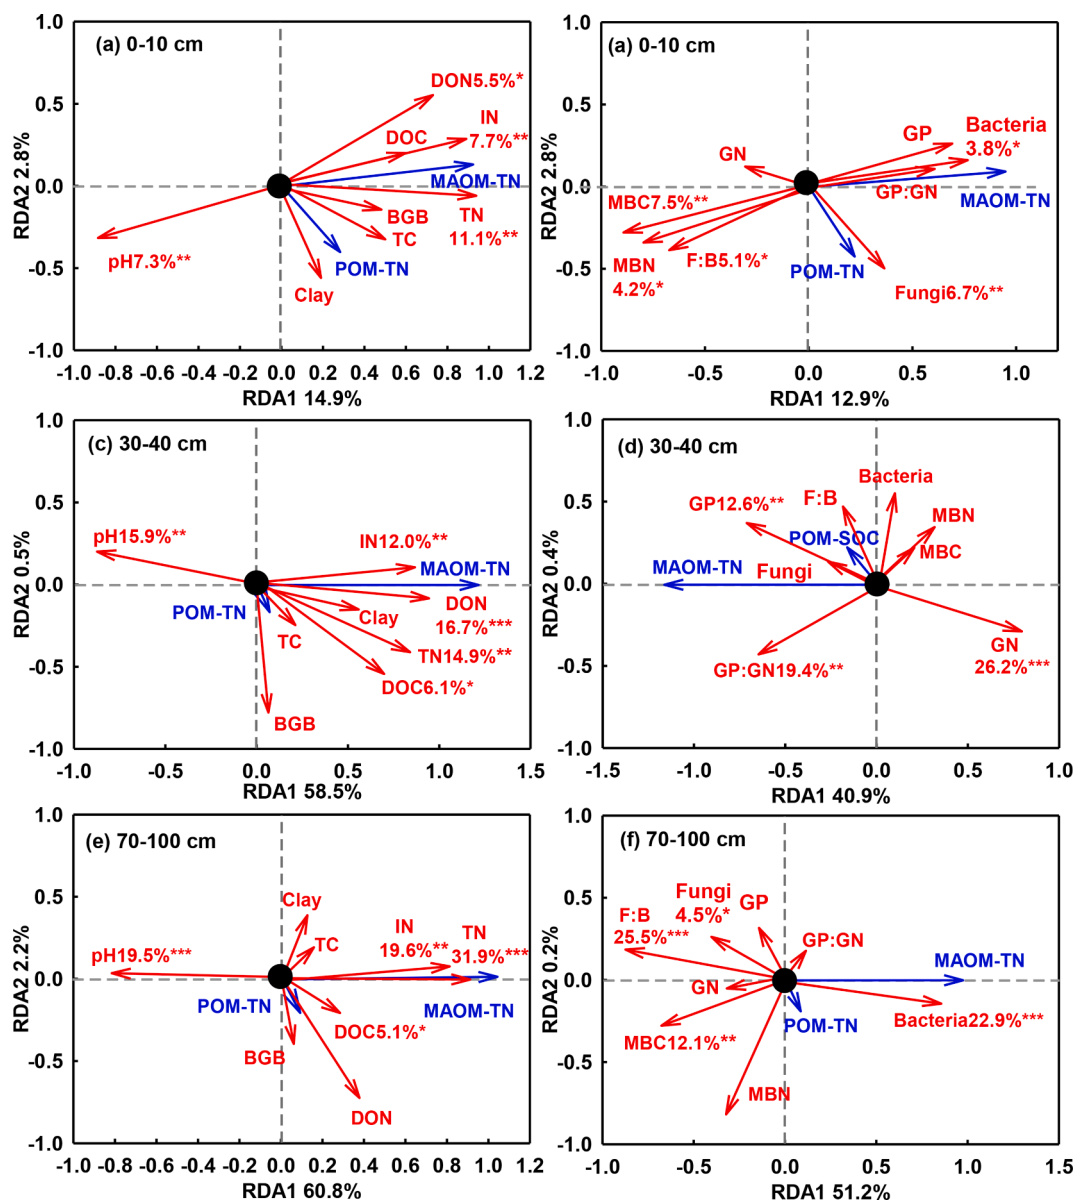 (a) 0-10 cm
1.0
0.5
0.0
-0.5
-1.0
RDA2 2.8%
DON5.5%*
IN
7.7%**
DOC
MAOM-TN
BGB
TN
TC
11.1%**
pH7.3%**
POM-TN
Clay
-1.0 -0.8 -0.6 -0.4 -0.2 0.0 0.2 0.4 0.6 0.8 1.0 1.2
RDA1 14.9%
(a) 0-10 cm
1.0
0.5
0.0
-0.5
-1.0
RDA2 2.8%
GP
Bacteria
3.8%*
GN
GP:GN
MAOM-TN
MBC7.5%**
F:B5.1%*
MBN
4.2%*
POM-TN
Fungi6.7%**
-1.0 -0.5 0.0 0.5 1.0
RDA1 12.9%
(c) 30-40 cm
1.0
0.5
0.0
-0.5
-1.0
RDA2 0.5%
pH15.9%**
IN12.0%**
MAOM-TN
POM-TN
DON
16.7%***
Clay
TC
TN14.9%**
DOC6.1%*
BGB
-1.0 -0.5 0.0 0.5 1.0 1.5
RDA1 58.5%
(d) 30-40 cm
1.0
0.5
0.0
-0.5
-1.0
RDA2 0.4%
Bacteria
GP12.6%**
F:B
MBN
POM-SOC
MBC
MAOM-TN
Fungi
GN
26.2%***
GP:GN19.4%**
-1.5 -1.0 -0.5 0.0 0.5 1.0
RDA1 40.9%
(e) 70-100 cm
1.0
0.5
0.0
-0.5
-1.0
RDA2 2.2%
Clay
IN
19.6%**
TN
31.9%***
TC
pH19.5%***
POM-TN
MAOM-TN
DOC5.1%*
BGB
DON
-1.0 -0.8 -0.6 -0.4 -0.2 0.0 0.2 0.4 0.6 0.8 1.0 1.2
RDA1 60.8%
(f) 70-100 cm
1.0
0.5
0.0
-0.5
-1.0
RDA2 0.2%
Fungi
4.5%*
GP
F:B
25.5%***
GP:GN
MAOM-TN
GN
Bacteria22.9%***
POM-TN
MBC12.1%**
MBN
-1.0 -0.5 0.0 0.5 1.0 1.5
RDA1 51.2%